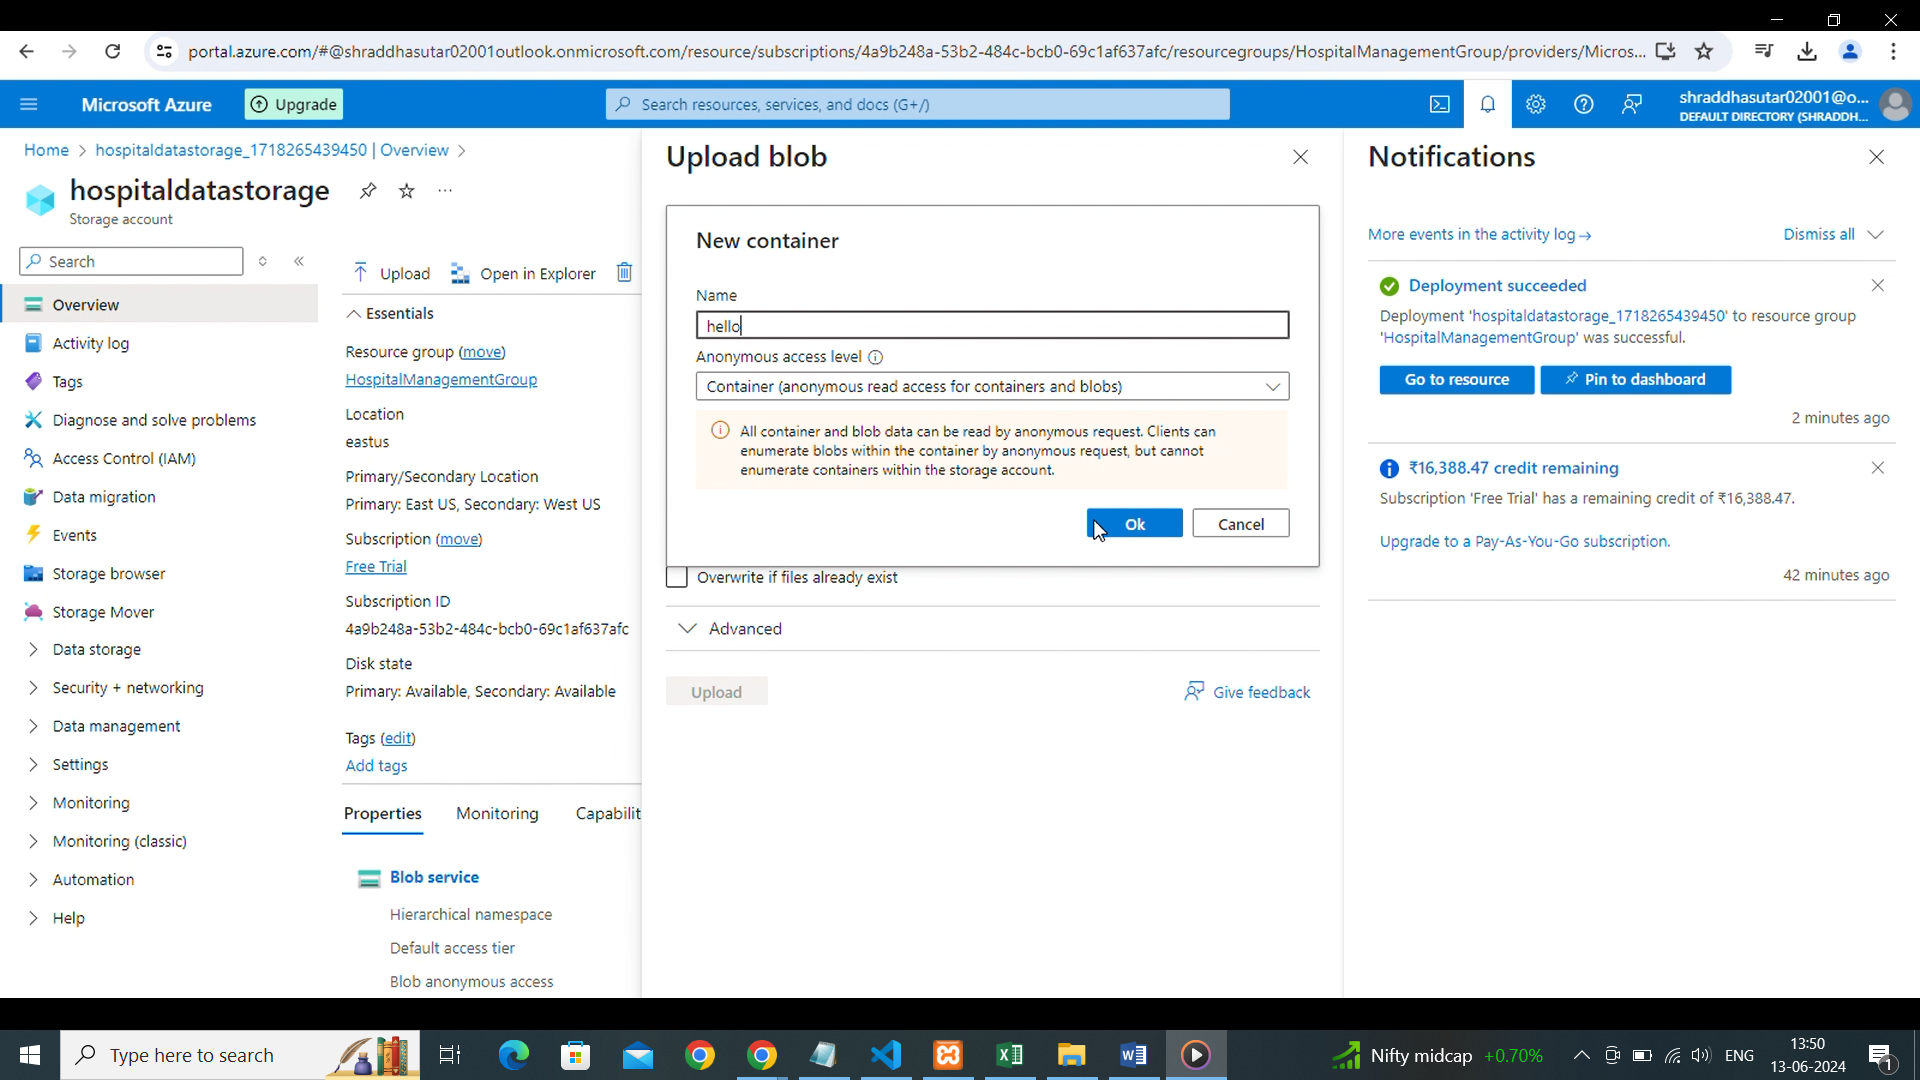 portal.azure.com/#@shraddhasutar02001outlook.onmicrosoft.com/resource/subscriptions/4a9b248a-53b2-484c-bcb0-69c1af637afc/resourcegroups/HospitalManagementGroup/providers/Micros...
Microsoft Azure
Upgrade
Search resources, services, and docs (G+/)
shraddhasutar02001@o...
DEFAULT DIRECTORY (SHRADDH...
Home > hospitaldatastorage_1718265439450 | Overview >
hospitaldatastorage
Storage account
Search
Overview
Activity log
Tags
Diagnose and solve problems
Access Control (IAM)
Data migration
Events
Storage browser
Storage Mover
Data storage
Security + networking
Data management
Settings
Monitoring
Monitoring (classic)
Automation
Help
Upload Open in Explorer
Essentials
Resource group (move)
HospitalManagementGroup
Location
eastus
Primary/Secondary Location
Primary: East US, Secondary: West US
Subscription (move)
Free Trial
Subscription ID
4a9b248a-53b2-484c-bcb0-69c1af637afc
Disk state
Primary: Available, Secondary: Available
Tags (edit)
Add tags
Properties Monitoring Capabilit
Blob service
Hierarchical namespace
Default access tier
Blob anonymous access
Upload blob
New container
Name
hello
Anonymous access level
Container (anonymous read access for containers and blobs)
All container and blob data can be read by anonymous request. Clients can
enumerate blobs within the container by anonymous request, but cannot
enumerate containers within the storage account.
Ok Cancel
Overwrite if files already exist
Advanced
Upload Give feedback
Notifications
More events in the activity log → Dismiss all
Deployment succeeded
Deployment 'hospitaldatastorage_1718265439450' to resource group
'HospitalManagementGroup' was successful.
Go to resource Pin to dashboard
2 minutes ago
₹16,388.47 credit remaining
Subscription 'Free Trial' has a remaining credit of ₹16,388.47.
Upgrade to a Pay-As-You-Go subscription.
42 minutes ago
Type here to search
Nifty midcap +0.70%
ENG
13:50
13-06-2024
1